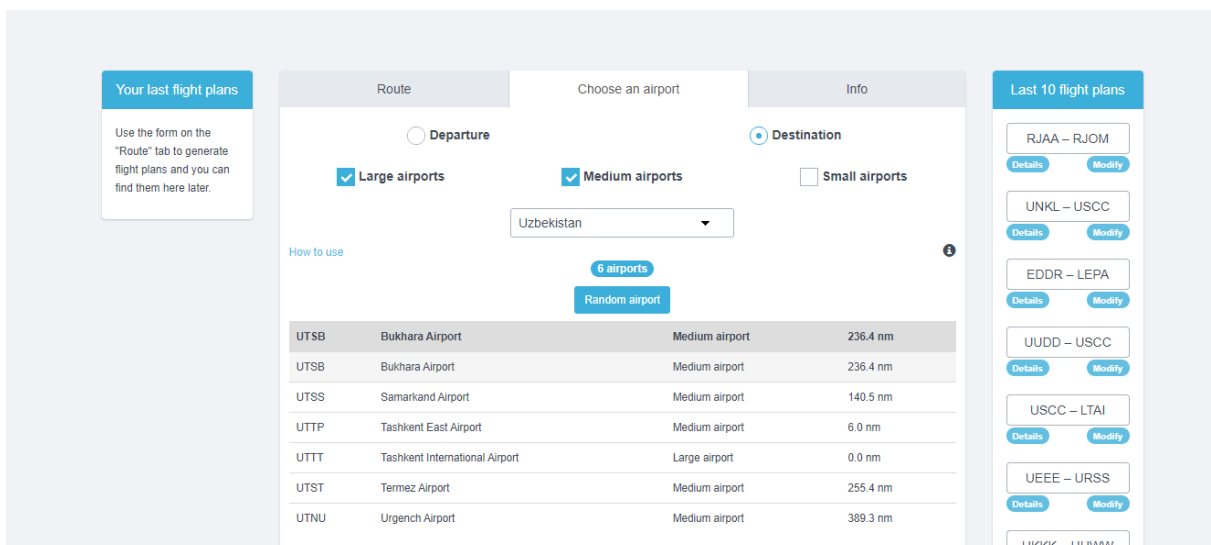 Your last flight plans
Use the form on the
"Route" tab to generate
flight plans and you can
find them here later.
Route
Choose an airport
Info
Departure
Destination
Large airports
Medium airports
Small airports
Uzbekistan
How to use
6 airports
Random airport
UTSB Bukhara Airport Medium airport 236.4 nm
UTSB Bukhara Airport Medium airport 236.4 nm
UTSS Samarkand Airport Medium airport 140.5 nm
UTTP Tashkent East Airport Medium airport 6.0 nm
UTTT Tashkent International Airport Large airport 0.0 nm
UTST Termez Airport Medium airport 255.4 nm
UTNU Urgench Airport Medium airport 389.3 nm
Last 10 flight plans
RJAA – RJOM
Details Modify
UNKL – USCC
Details Modify
EDDR – LEPA
Details Modify
UUDD – USCC
Details Modify
USCC – LTAI
Details Modify
UEEE – URSS
Details Modify